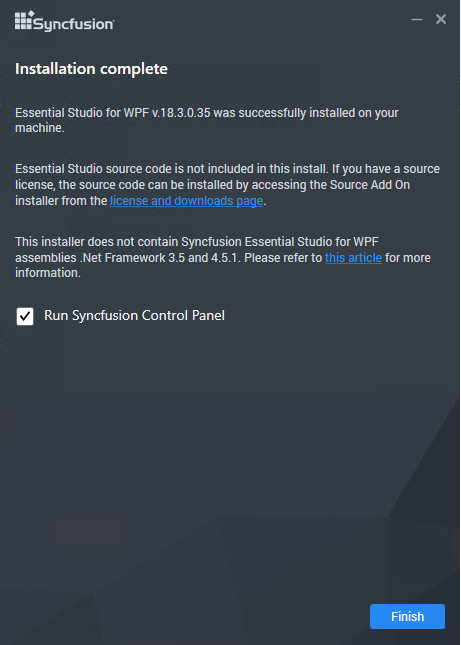 Syncfusion
Installation complete
Essential Studio for WPF v.18.3.0.35 was successfully installed on your
machine.
Essential Studio source code is not included in this install. If you have a source
license, the source code can be installed by accessing the Source Add On
installer from the license and downloads page.
This installer does not contain Syncfusion Essential Studio for WPF
assemblies .Net Framework 3.5 and 4.5.1. Please refer to this article for more
information.
Run Syncfusion Control Panel
Finish